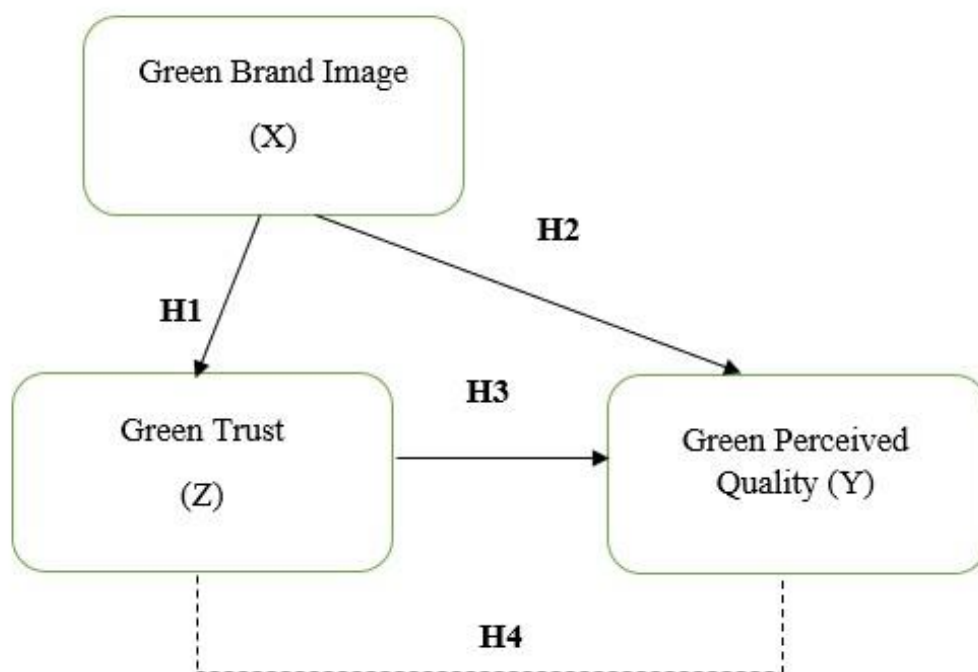 Green Brand Image
(X)
H2
H1
H3
Green Trust
(Z)
Green Perceived
Quality (Y)
H4